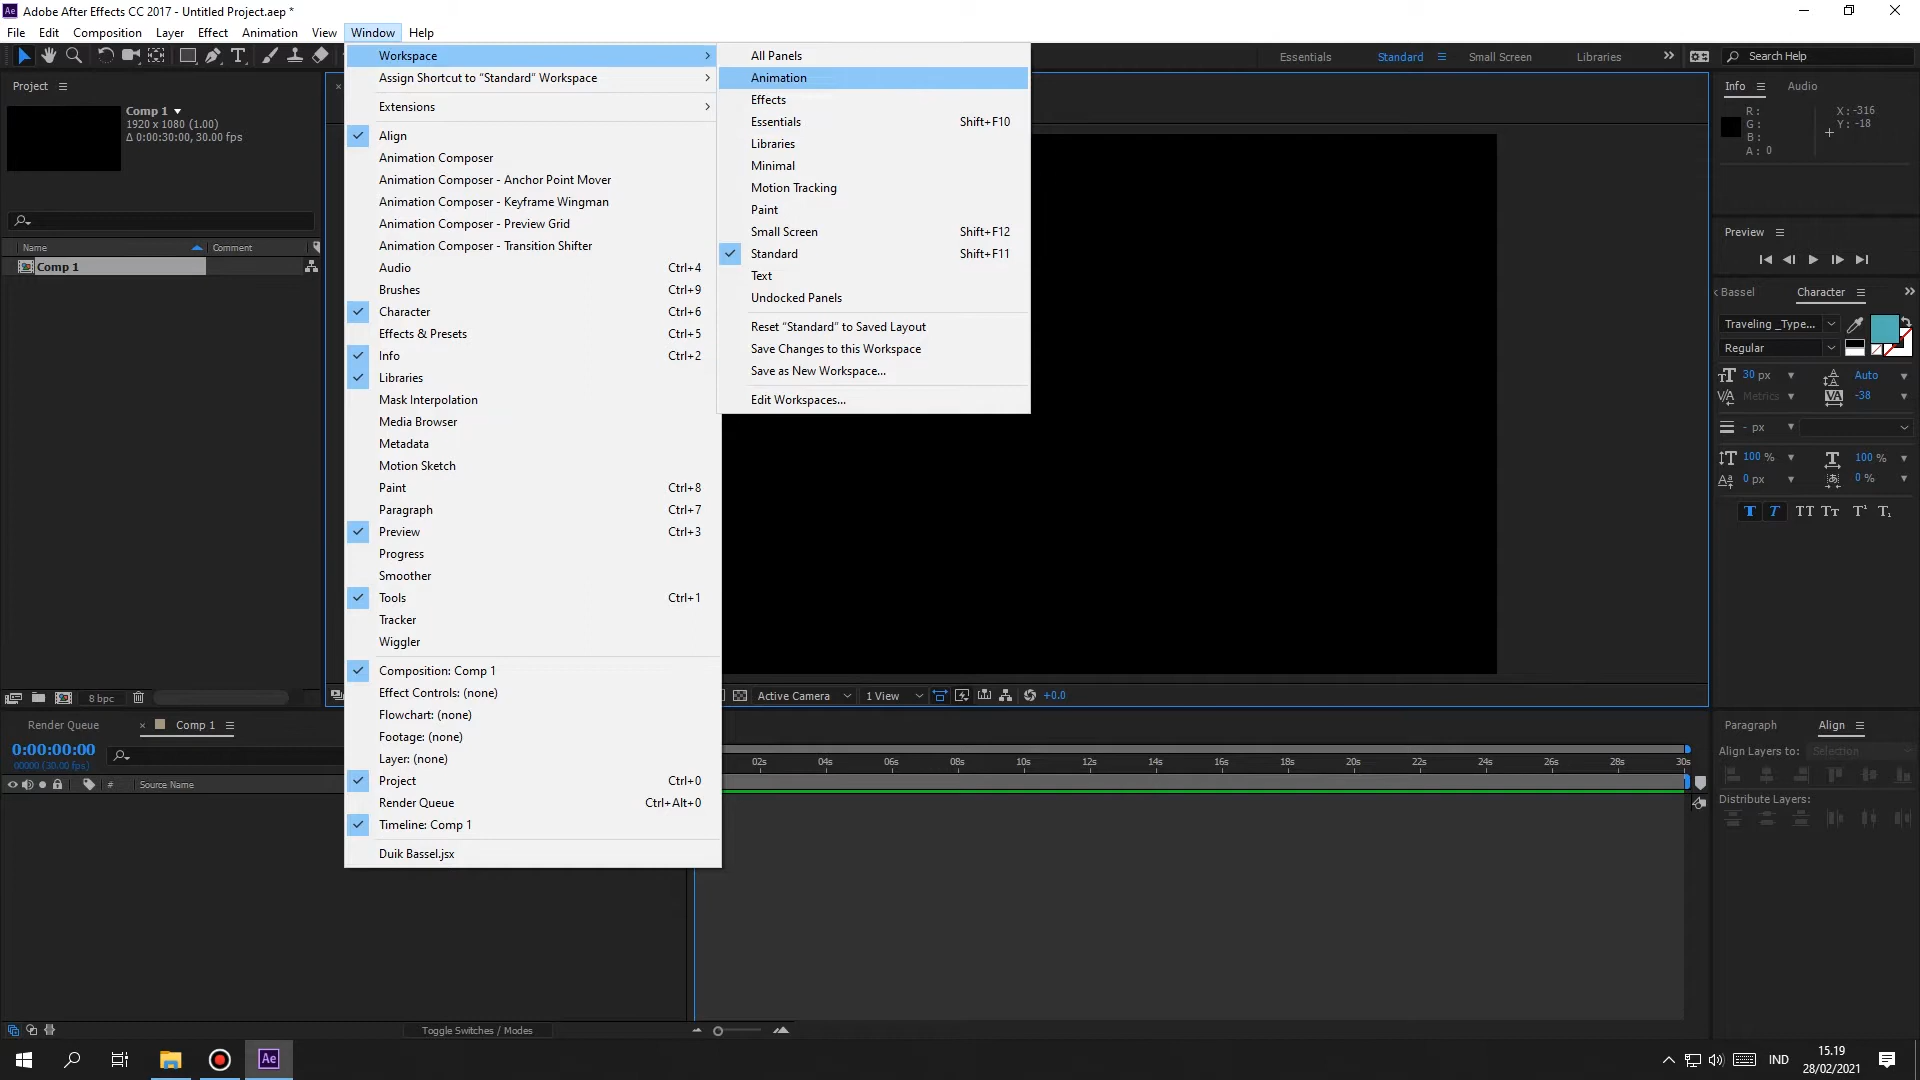 Adobe After Effects CC 2017 - Untitled Project.aep *
File Edit Composition Layer Effect Animation View Window Help
Essentials Standard Small Screen Libraries Search Help
Project
Comp 1
1920 x 1080 (1.00)
Δ 0:00:30:00, 30.00 fps
Name Comment
Comp 1
8 bpc
Workspace
Assign Shortcut to “Standard” Workspace
Extensions
Align
Animation Composer
Animation Composer - Anchor Point Mover
Animation Composer - Keyframe Wingman
Animation Composer - Preview Grid
Animation Composer - Transition Shifter
Audio Ctrl+4
Brushes Ctrl+9
Character Ctrl+6
Effects & Presets Ctrl+5
Info Ctrl+2
Libraries
Mask Interpolation
Media Browser
Metadata
Motion Sketch
Paint Ctrl+8
Paragraph Ctrl+7
Preview Ctrl+3
Progress
Smoother
Tools Ctrl+1
Tracker
Wiggler
Composition: Comp 1
Effect Controls: (none)
Flowchart: (none)
Footage: (none)
Layer: (none)
Project Ctrl+0
Render Queue Ctrl+Alt+0
Timeline: Comp 1
Duik Bassel.jsx
All Panels
Animation
Effects
Essentials Shift+F10
Libraries
Minimal
Motion Tracking
Paint
Small Screen Shift+F12
Standard Shift+F11
Text
Undocked Panels
Reset “Standard” to Saved Layout
Save Changes to this Workspace
Save as New Workspace...
Edit Workspaces...
Active Camera 1 View +0.0
Info Audio
R: X: -316
G: Y: -18
B:
A: 0
Preview
Bassel Character
Traveling _Type...
Regular
30 px Auto
Metrics -38
- px
100 % 100 %
0 px 0 %
T T TT Tᴛ T¹ T₁
Render Queue Comp 1
0:00:00:00
00000 (30.00 fps)
# Source Name
02s 04s 06s 08s 10s 12s 14s 16s 18s 20s 22s 24s 26s 28s 30s
Paragraph Align
Align Layers to: Selection
Distribute Layers:
Toggle Switches / Modes
Ae
IND
15.19
28/02/2021